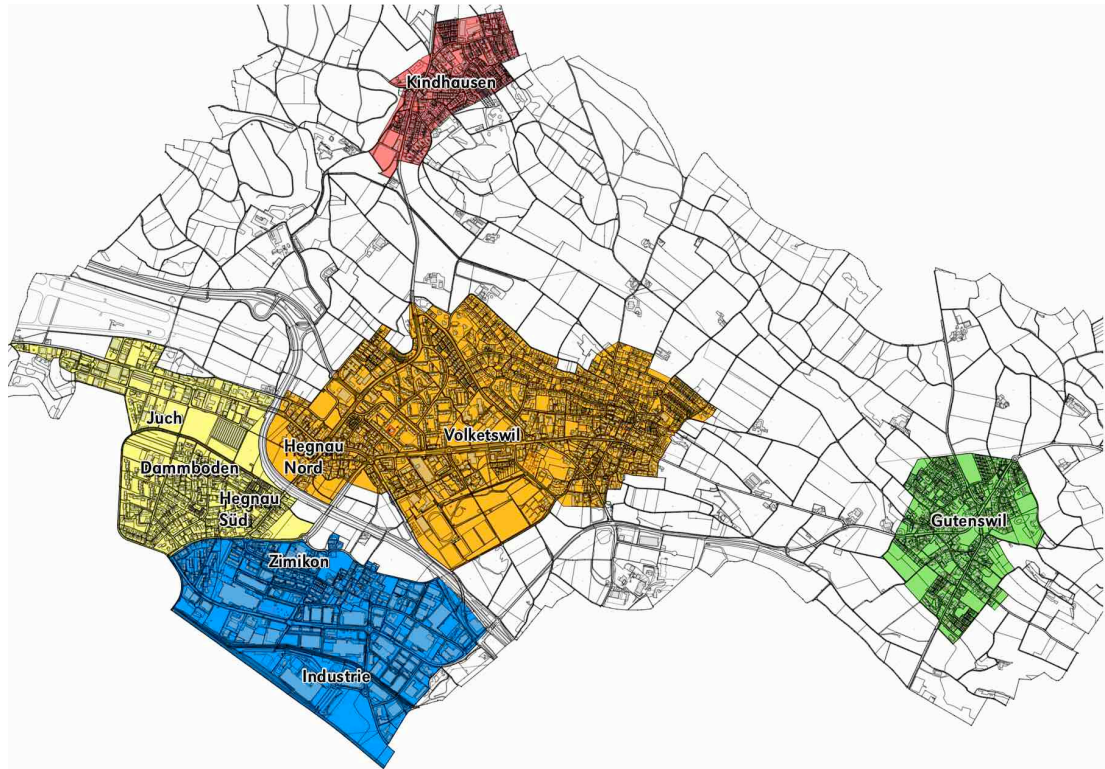 Kindhausen
Juch
Dammboden
Hegnau
Süd
Hegnau
Nord
Volketswil
Gutenswil
Zimikon
Industrie